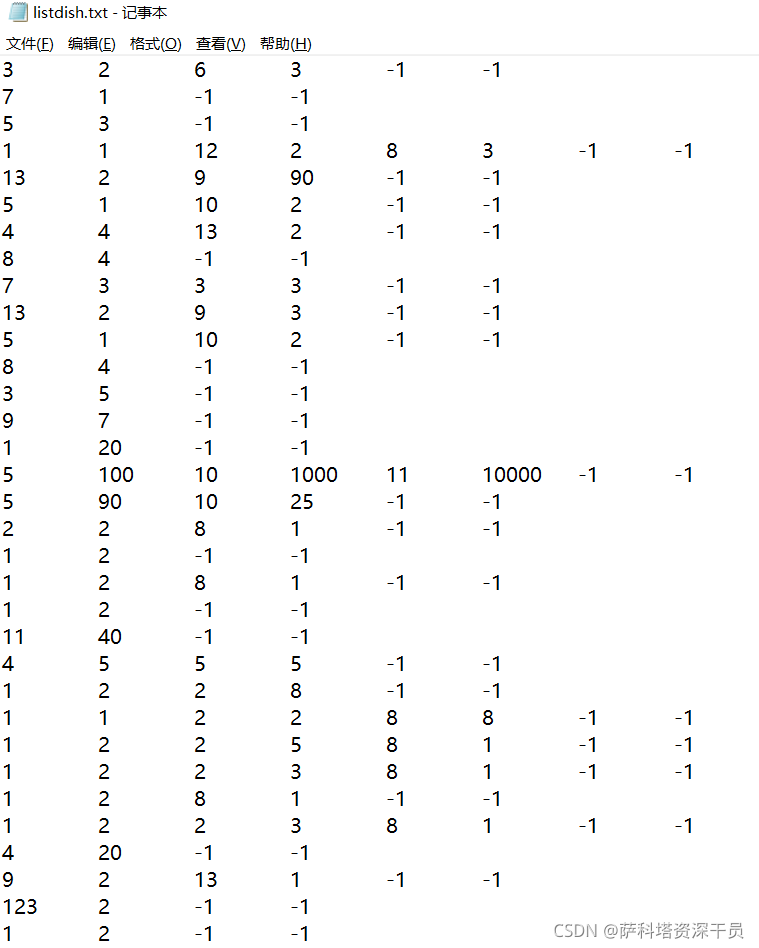 listdish.txt - 记事本
文件(F) 编辑(E) 格式(O) 查看(V) 帮助(H)
3 2 6 3 -1 -1
7 1 -1 -1
5 3 -1 -1
1 1 12 2 8 3 -1 -1
13 2 9 90 -1 -1
5 1 10 2 -1 -1
4 4 13 2 -1 -1
8 4 -1 -1
7 3 3 3 -1 -1
13 2 9 3 -1 -1
5 1 10 2 -1 -1
8 4 -1 -1
3 5 -1 -1
9 7 -1 -1
1 20 -1 -1
5 100 10 1000 11 10000 -1 -1
5 90 10 25 -1 -1
2 2 8 1 -1 -1
1 2 -1 -1
1 2 8 1 -1 -1
1 2 -1 -1
11 40 -1 -1
4 5 5 5 -1 -1
1 2 2 8 -1 -1
1 1 2 2 8 8 -1 -1
1 2 2 5 8 1 -1 -1
1 2 2 3 8 1 -1 -1
1 2 8 1 -1 -1
1 2 2 3 8 1 -1 -1
4 20 -1 -1
9 2 13 1 -1 -1
123 2 -1 -1
1 2 -1 -1
CSDN @萨科塔资深干员